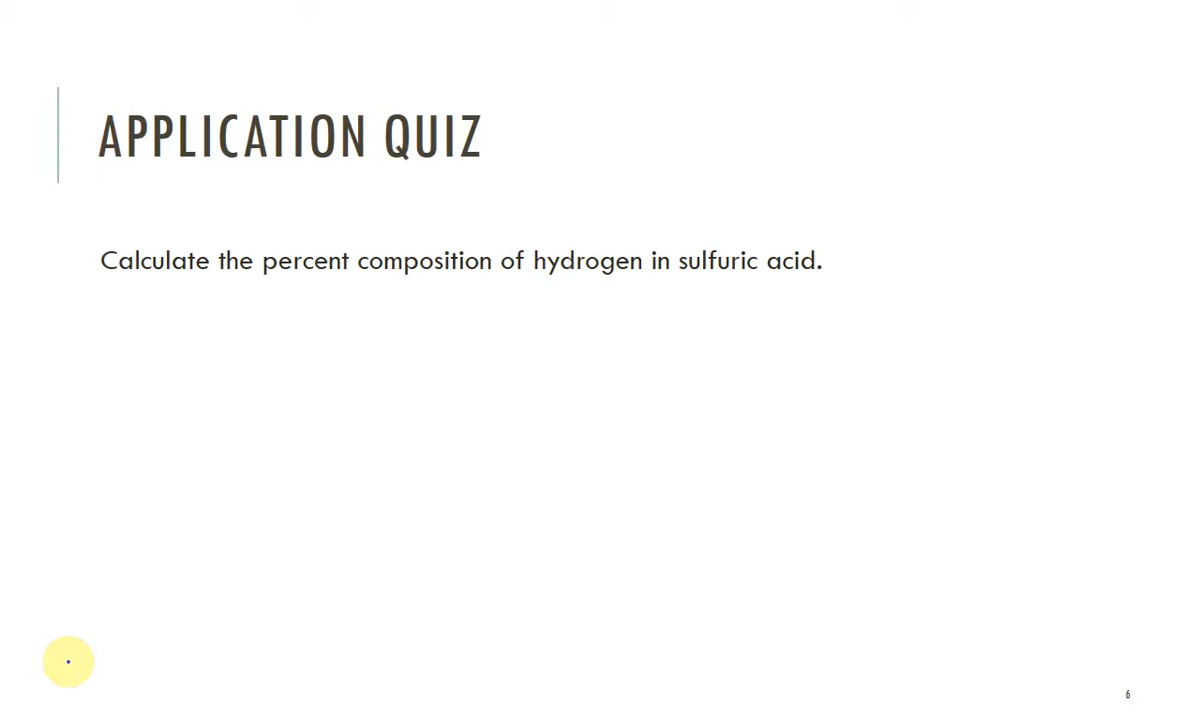 APPLICATION QUIZ
Calculate the percent composition of hydrogen in sulfuric acid.
6